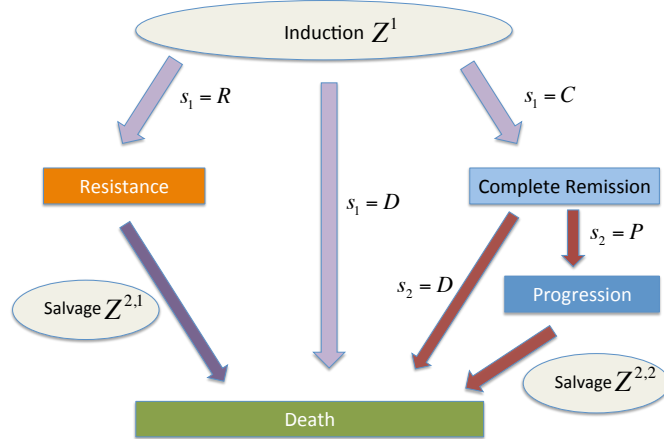 Induction Z^1
s_1 = R
s_1 = C
Resistance
Complete Remission
s_1 = D
s_2 = P
s_2 = D
Progression
Salvage Z^{2,1}
Salvage Z^{2,2}
Death